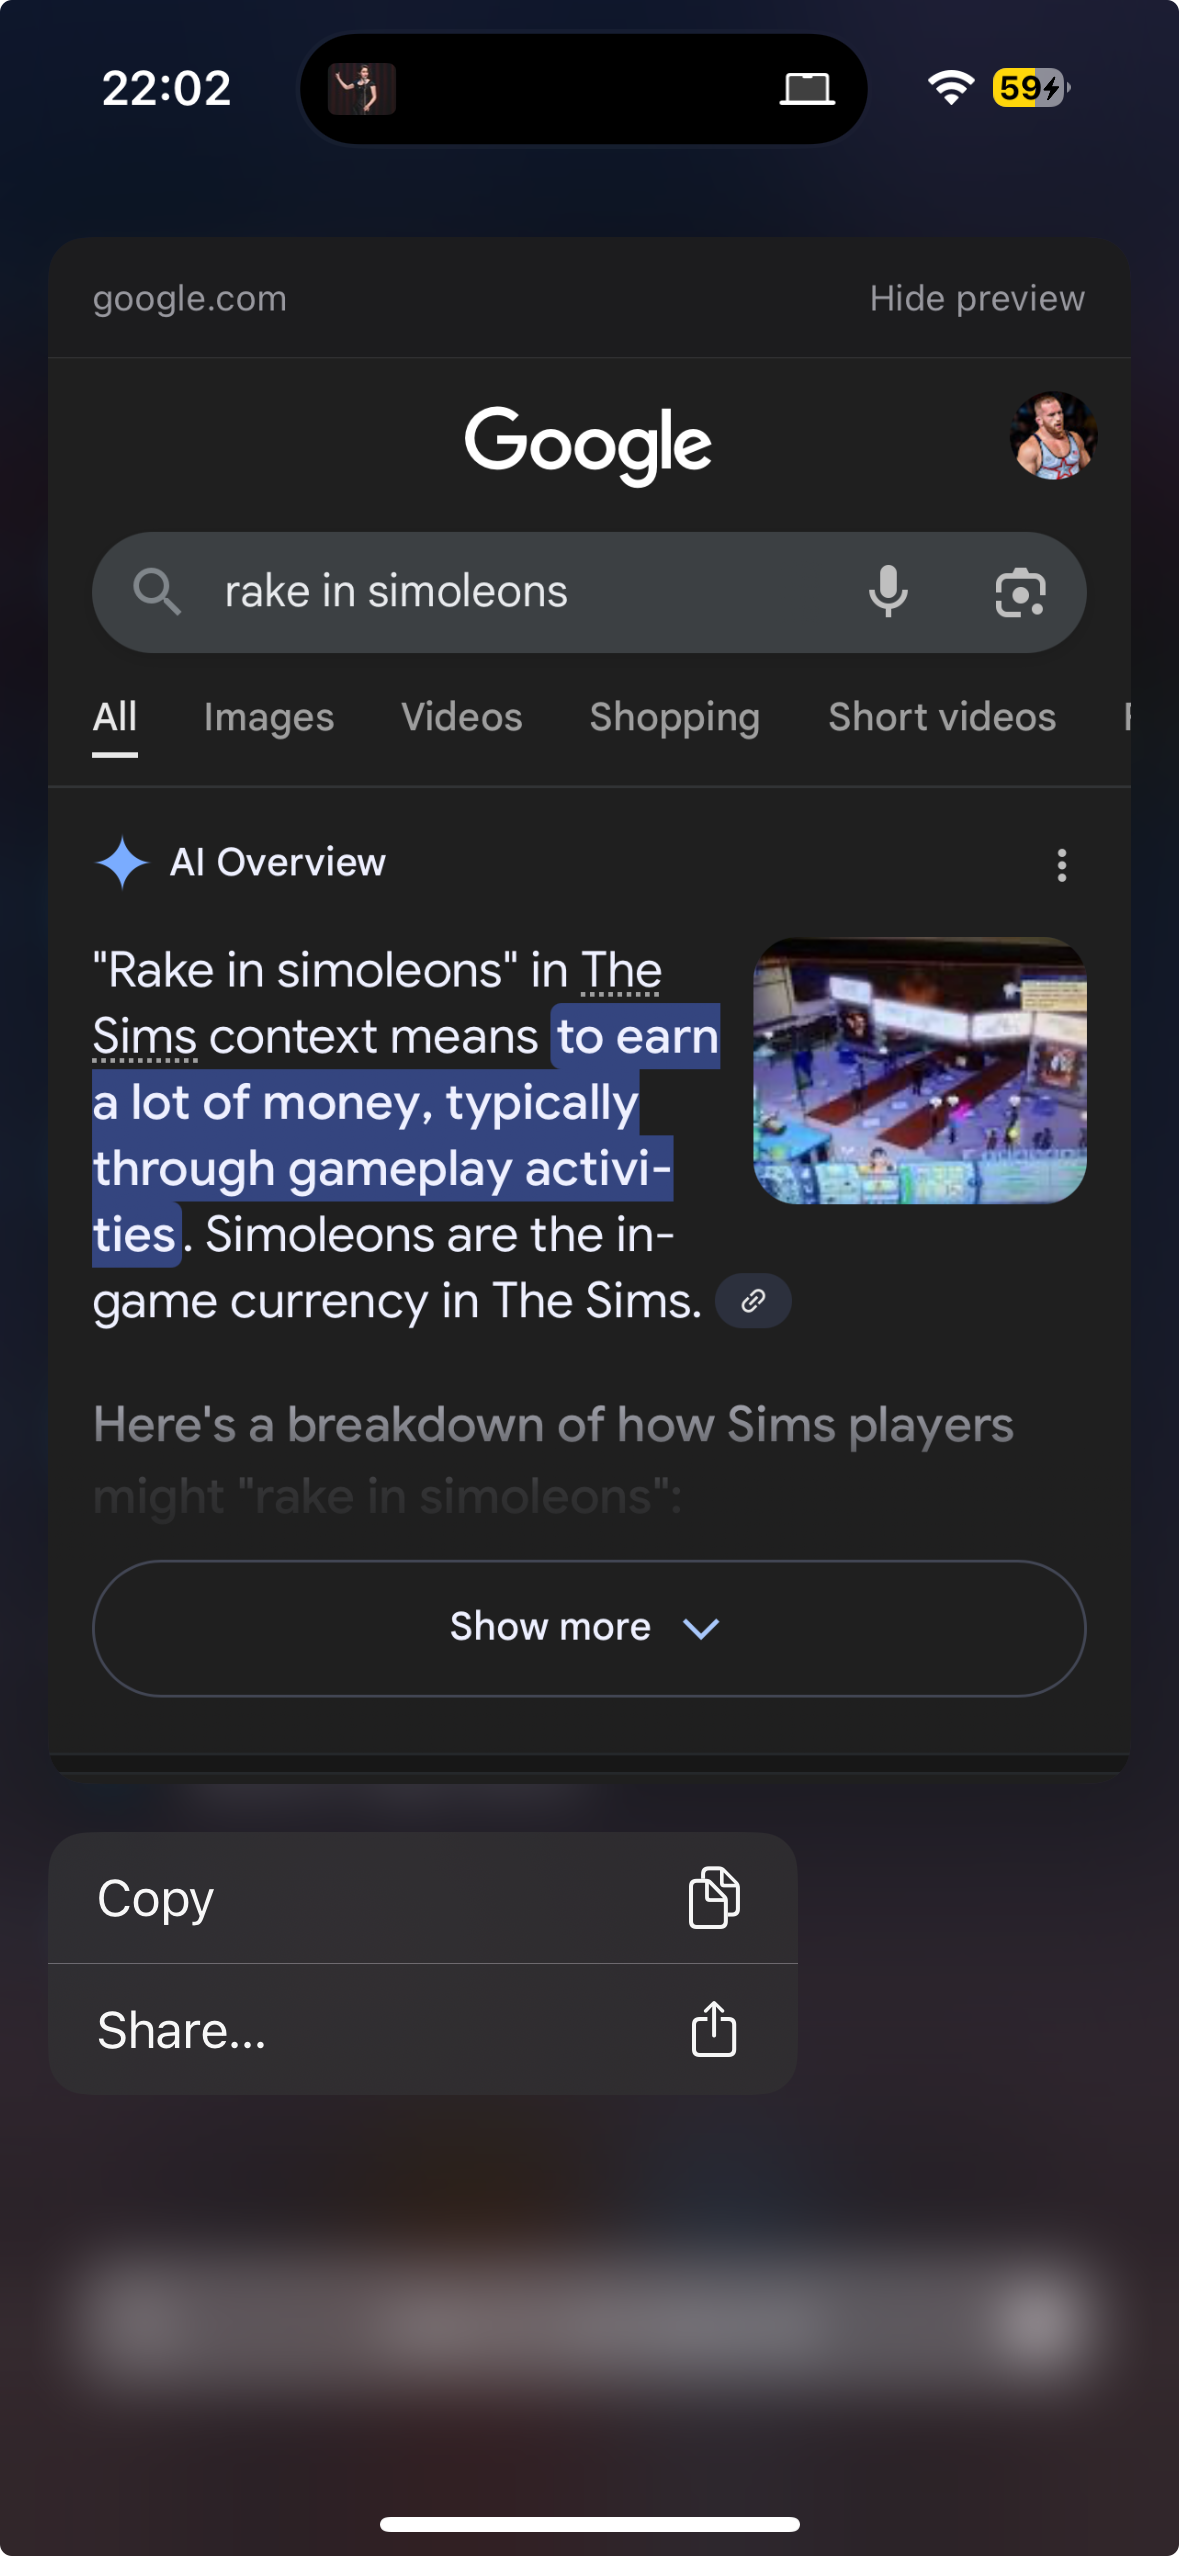 22:02
59
google.com
Hide preview
Google
rake in simoleons
All Images Videos Shopping Short videos
AI Overview
"Rake in simoleons" in The
Sims context means to earn
a lot of money, typically
through gameplay activi-
ties. Simoleons are the in-
game currency in The Sims.
Here's a breakdown of how Sims players
might "rake in simoleons":
Show more
Copy
Share...